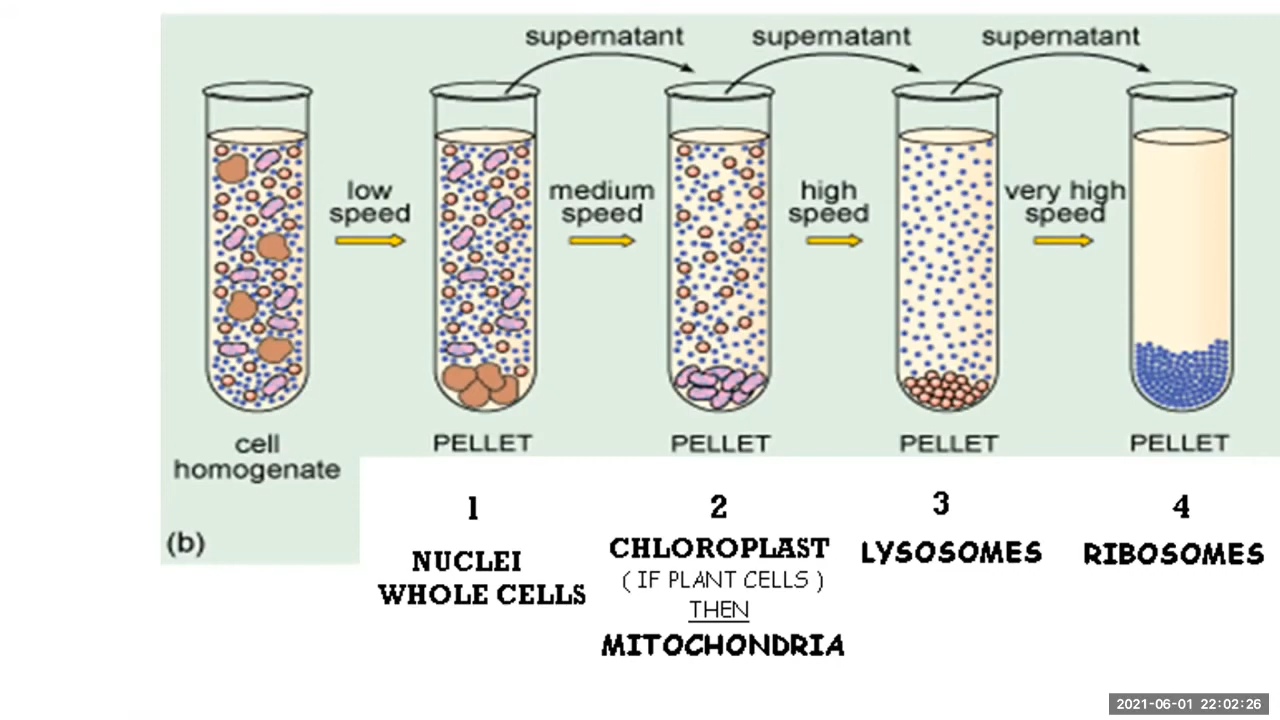 supernatant
supernatant
supernatant
low
speed
medium
speed
high
speed
very high
speed
cell
homogenate
PELLET
PELLET
PELLET
PELLET
(b)
1
NUCLEI
WHOLE CELLS
2
CHLOROPLAST
( IF PLANT CELLS )
THEN
MITOCHONDRIA
3
LYSOSOMES
4
RIBOSOMES
2021-06-01 22:02:26